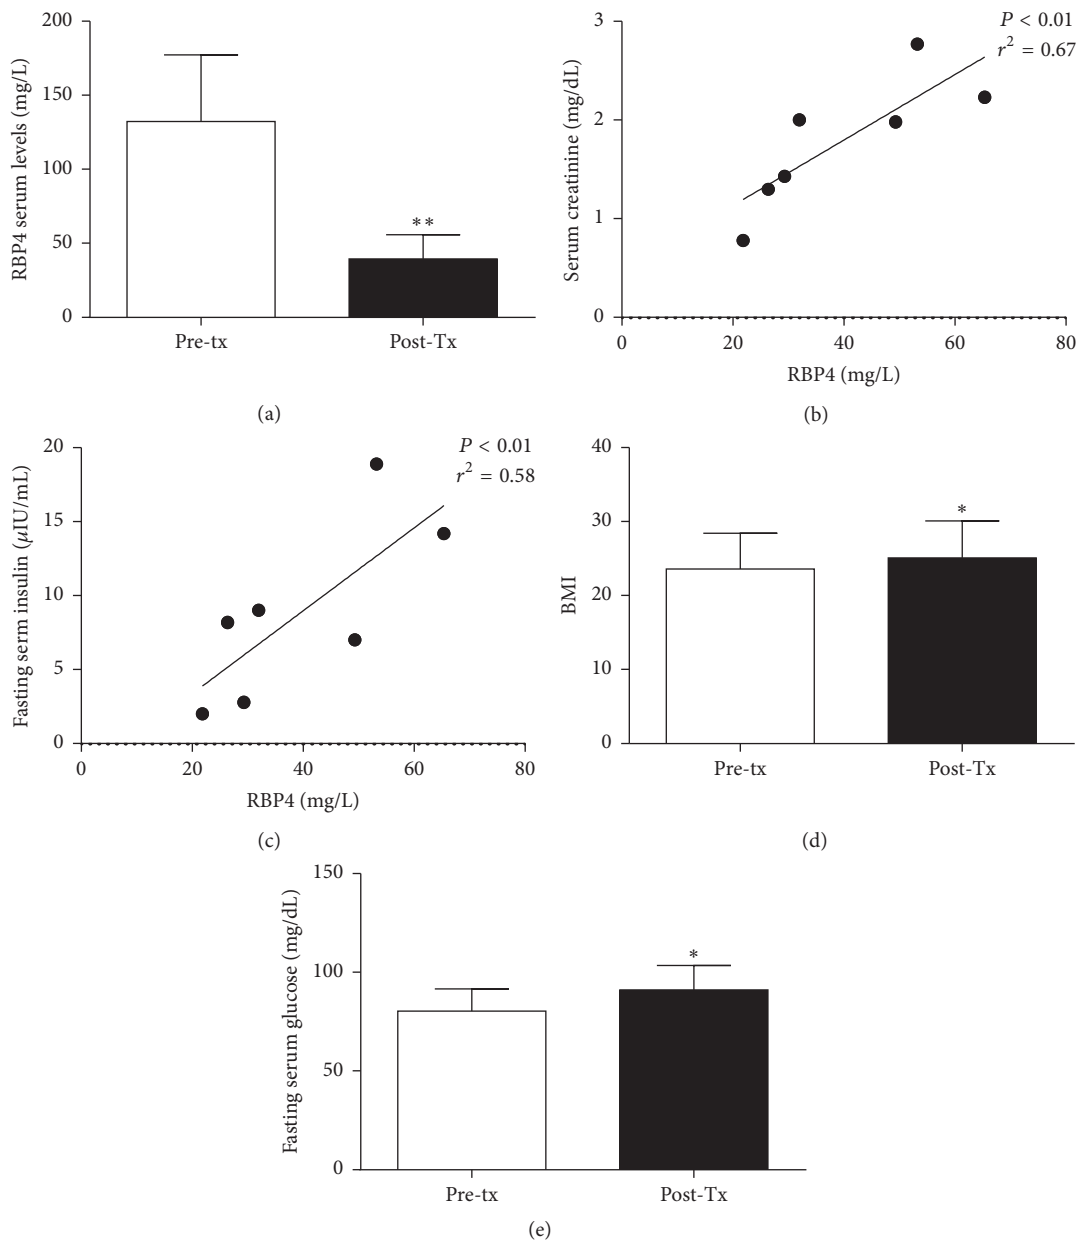 200
150
100
50
0
RBP4 serum levels (mg/L)
**
Pre-tx
Post-Tx
(a)
3
2
1
0
Serum creatinine (mg/dL)
P < 0.01
r² = 0.67
0
20
40
60
80
RBP4 (mg/L)
(b)
20
15
10
5
0
Fasting serm insulin (μIU/mL)
P < 0.01
r² = 0.58
0
20
40
60
80
RBP4 (mg/L)
(c)
40
30
20
10
0
BMI
*
Pre-tx
Post-Tx
(d)
150
100
50
0
Fasting serum glucose (mg/dL)
*
Pre-tx
Post-Tx
(e)